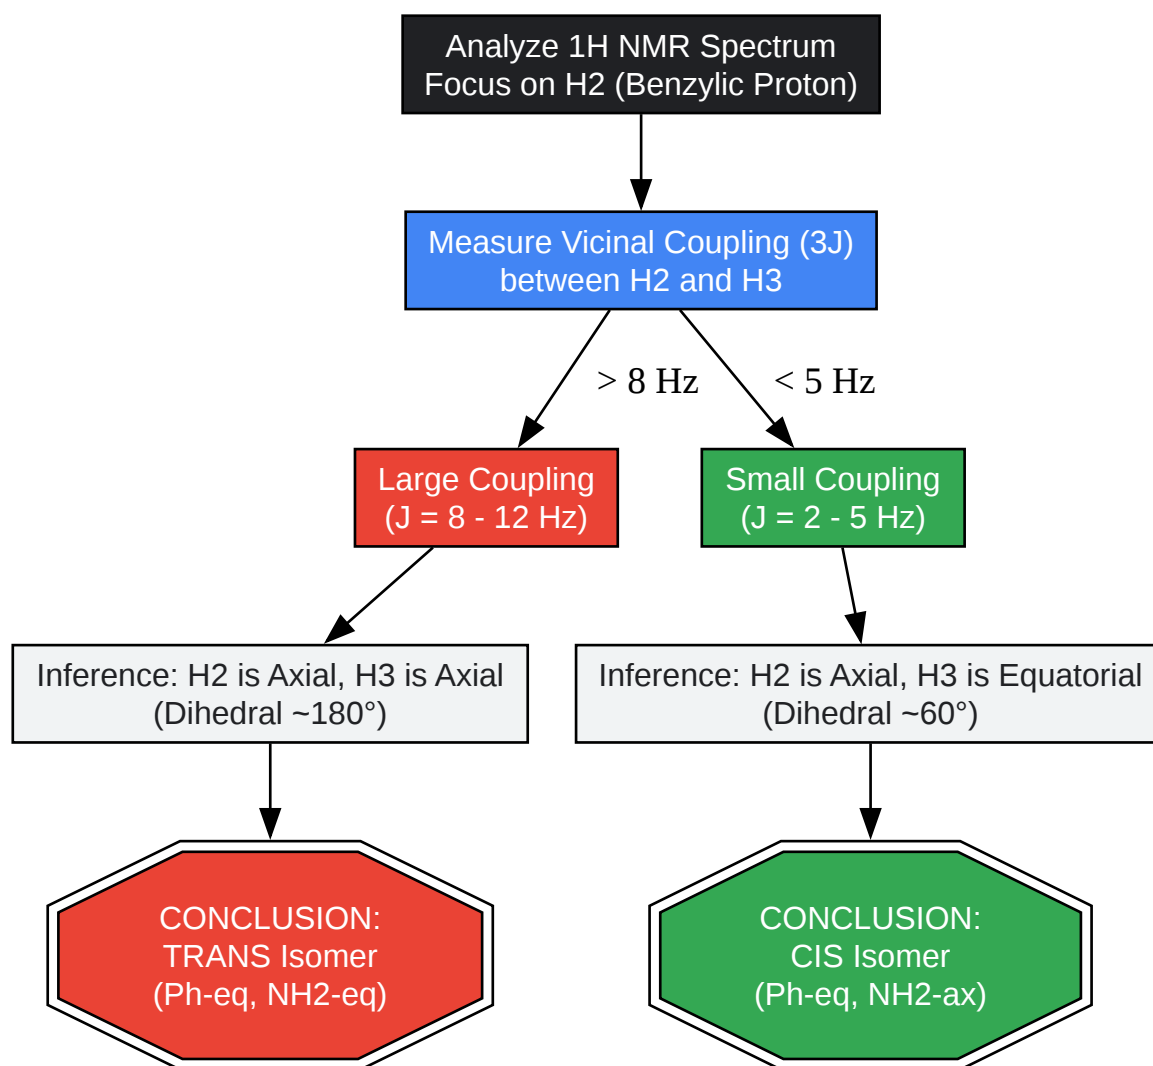 Analyze 1H NMR Spectrum
Focus on H2 (Benzylic Proton)
Measure Vicinal Coupling (3J)
between H2 and H3
> 8 Hz
< 5 Hz
Large Coupling
(J = 8 - 12 Hz)
Small Coupling
(J = 2 - 5 Hz)
Inference: H2 is Axial, H3 is Axial
(Dihedral ~180°)
Inference: H2 is Axial, H3 is Equatorial
(Dihedral ~60°)
CONCLUSION:
TRANS Isomer
(Ph-eq, NH2-eq)
CONCLUSION:
CIS Isomer
(Ph-eq, NH2-ax)